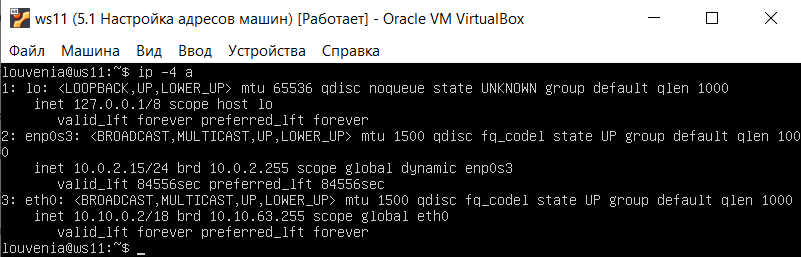 ws11 (5.1 Настройка адресов машин) [Работает] - Oracle VM VirtualBox
Файл Машина Вид Ввод Устройства Справка
louvenia@ws11:~$ ip -4 a
1: lo: <LOOPBACK,UP,LOWER_UP> mtu 65536 qdisc noqueue state UNKNOWN group default qlen 1000
    inet 127.0.0.1/8 scope host lo
       valid_lft forever preferred_lft forever
2: enp0s3: <BROADCAST,MULTICAST,UP,LOWER_UP> mtu 1500 qdisc fq_codel state UP group default qlen 100
0
    inet 10.0.2.15/24 brd 10.0.2.255 scope global dynamic enp0s3
       valid_lft 84556sec preferred_lft 84556sec
3: eth0: <BROADCAST,MULTICAST,UP,LOWER_UP> mtu 1500 qdisc fq_codel state UP group default qlen 1000
    inet 10.10.0.2/18 brd 10.10.63.255 scope global eth0
       valid_lft forever preferred_lft forever
louvenia@ws11:~$ _